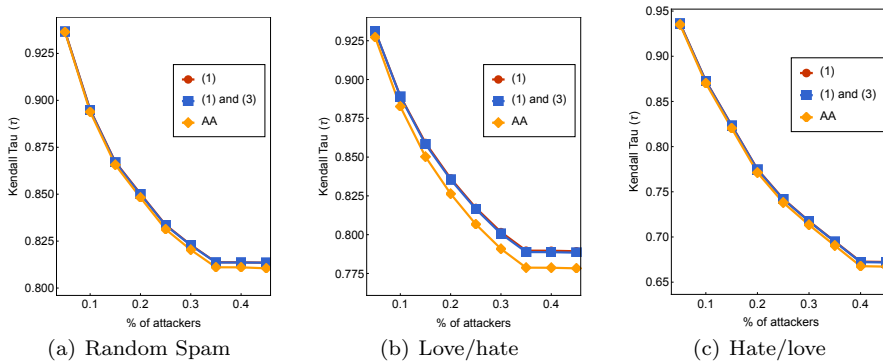 0.925
0.900
0.875
0.850
0.825
0.800
Kendall Tau (τ)
(1)
(1) and (3)
AA
0.1 0.2 0.3 0.4
% of attackers
(a) Random Spam
0.925
0.900
0.875
0.850
0.825
0.800
0.775
Kendall Tau (τ)
(1)
(1) and (3)
AA
0.1 0.2 0.3 0.4
% of attackers
(b) Love/hate
0.95
0.90
0.85
0.80
0.75
0.70
0.65
Kendall Tau (τ)
(1)
(1) and (3)
AA
0.1 0.2 0.3 0.4
% of attackers
(c) Hate/love